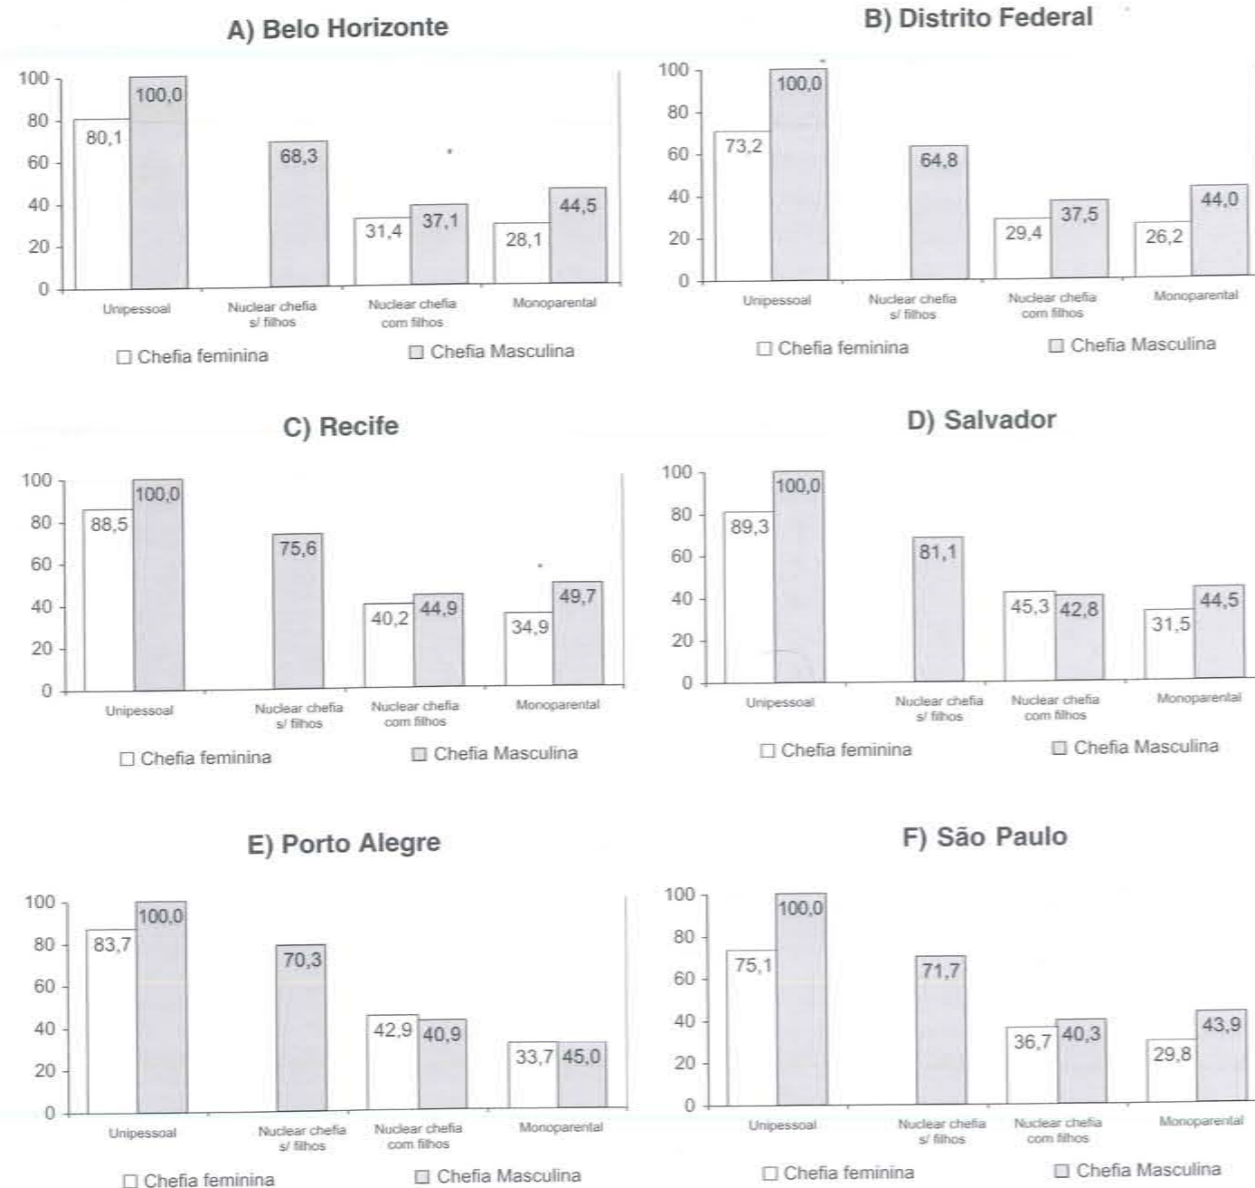 A) Belo Horizonte
100
80
60
40
20
0
80,1
100,0
68,3
31,4
37,1
28,1
44,5
Unipessoal
Nuclear chefia
s/ filhos
Nuclear chefia
com filhos
Monoparental
Chefia feminina
Chefia Masculina
B) Distrito Federal
100
80
60
40
20
0
73,2
100,0
64,8
29,4
37,5
26,2
44,0
Unipessoal
Nuclear chefia
s/ filhos
Nuclear chefia
com filhos
Monoparental
Chefia feminina
Chefia Masculina
C) Recife
100
80
60
40
20
0
88,5
100,0
75,6
40,2
44,9
34,9
49,7
Unipessoal
Nuclear chefia
s/ filhos
Nuclear chefia
com filhos
Monoparental
Chefia feminina
Chefia Masculina
D) Salvador
100
80
60
40
20
0
89,3
100,0
81,1
45,3
42,8
31,5
44,5
Unipessoal
Nuclear chefia
s/ filhos
Nuclear chefia
com filhos
Monoparental
Chefia feminina
Chefia Masculina
E) Porto Alegre
100
80
60
40
20
0
83,7
100,0
70,3
42,9
40,9
33,7
45,0
Unipessoal
Nuclear chefia
s/ filhos
Nuclear chefia
com filhos
Monoparental
Chefia feminina
Chefia Masculina
F) São Paulo
100
80
60
40
20
0
75,1
100,0
71,7
36,7
40,3
29,8
43,9
Unipessoal
Nuclear chefia
s/ filhos
Nuclear chefia
com filhos
Monoparental
Chefia feminina
Chefia Masculina